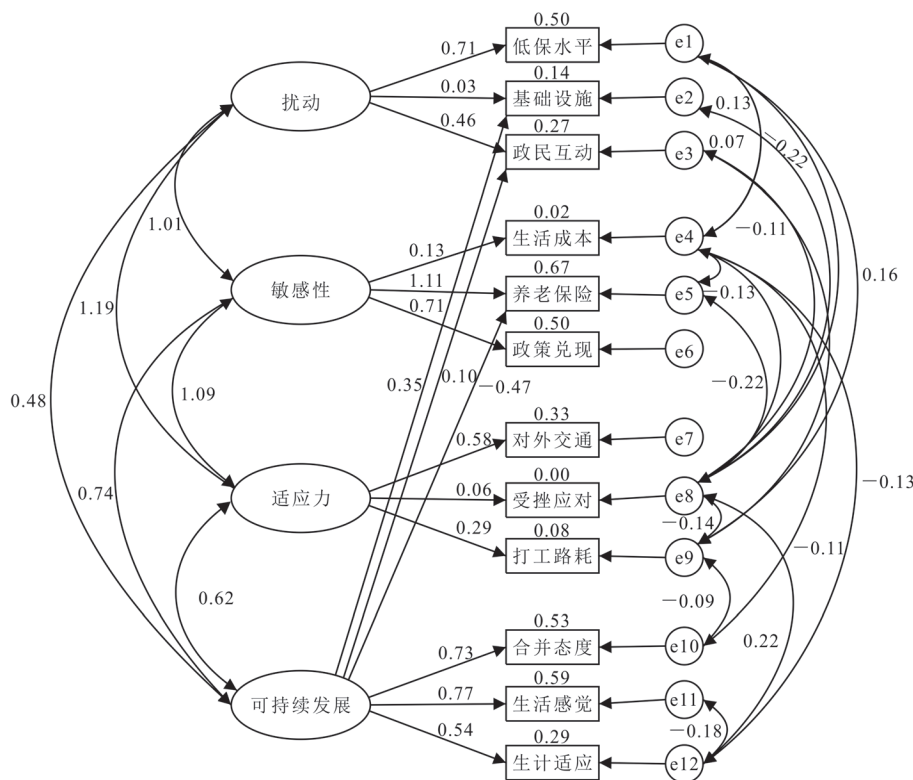 0.50
0.71
低保水平
e1
0.14
扰动
0.03
基础设施
e2
0.13
0.46
0.27
政民互动
e3
0.07
-0.22
0.02
1.01
0.13
生活成本
e4
-0.11
0.67
敏感性
1.11
养老保险
e5
-0.13
0.16
0.71
0.50
政策兑现
e6
1.19
0.35
0.10
-0.47
-0.22
0.48
1.09
0.33
0.58
对外交通
e7
0.74
0.00
适应力
0.06
受挫应对
e8
-0.13
0.29
0.08
-0.14
打工路耗
e9
-0.11
0.62
-0.09
0.53
0.73
合并态度
e10
0.22
0.59
可持续发展
0.77
生活感觉
e11
0.54
0.29
-0.18
生计适应
e12